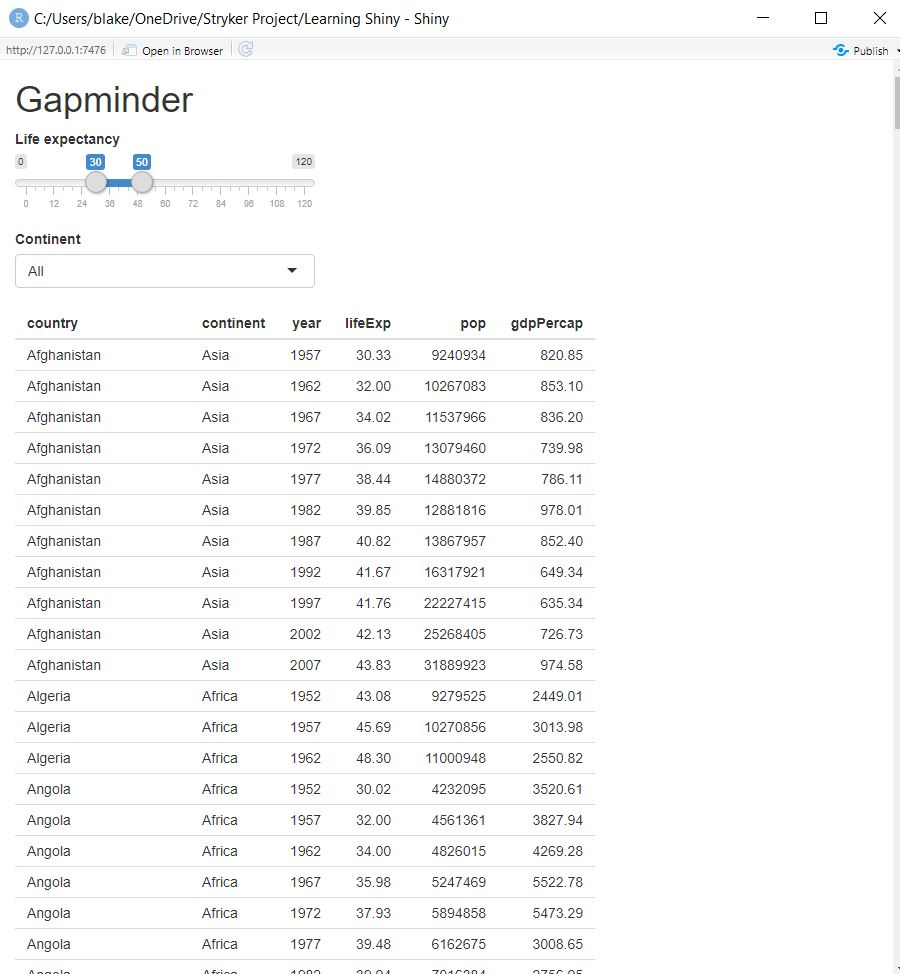 R C:/Users/blake/OneDrive/Stryker Project/Learning Shiny - Shiny
http://127.0.0.1:7476 Open in Browser Publish
Gapminder
Life expectancy
0 30 50 120
0 12 24 36 48 60 72 84 96 108 120
Continent
All
country continent year lifeExp pop gdpPercap
Afghanistan Asia 1957 30.33 9240934 820.85
Afghanistan Asia 1962 32.00 10267083 853.10
Afghanistan Asia 1967 34.02 11537966 836.20
Afghanistan Asia 1972 36.09 13079460 739.98
Afghanistan Asia 1977 38.44 14880372 786.11
Afghanistan Asia 1982 39.85 12881816 978.01
Afghanistan Asia 1987 40.82 13867957 852.40
Afghanistan Asia 1992 41.67 16317921 649.34
Afghanistan Asia 1997 41.76 22227415 635.34
Afghanistan Asia 2002 42.13 25268405 726.73
Afghanistan Asia 2007 43.83 31889923 974.58
Algeria Africa 1952 43.08 9279525 2449.01
Algeria Africa 1957 45.69 10270856 3013.98
Algeria Africa 1962 48.30 11000948 2550.82
Angola Africa 1952 30.02 4232095 3520.61
Angola Africa 1957 32.00 4561361 3827.94
Angola Africa 1962 34.00 4826015 4269.28
Angola Africa 1967 35.98 5247469 5522.78
Angola Africa 1972 37.93 5894858 5473.29
Angola Africa 1977 39.48 6162675 3008.65
Angola Africa 1982